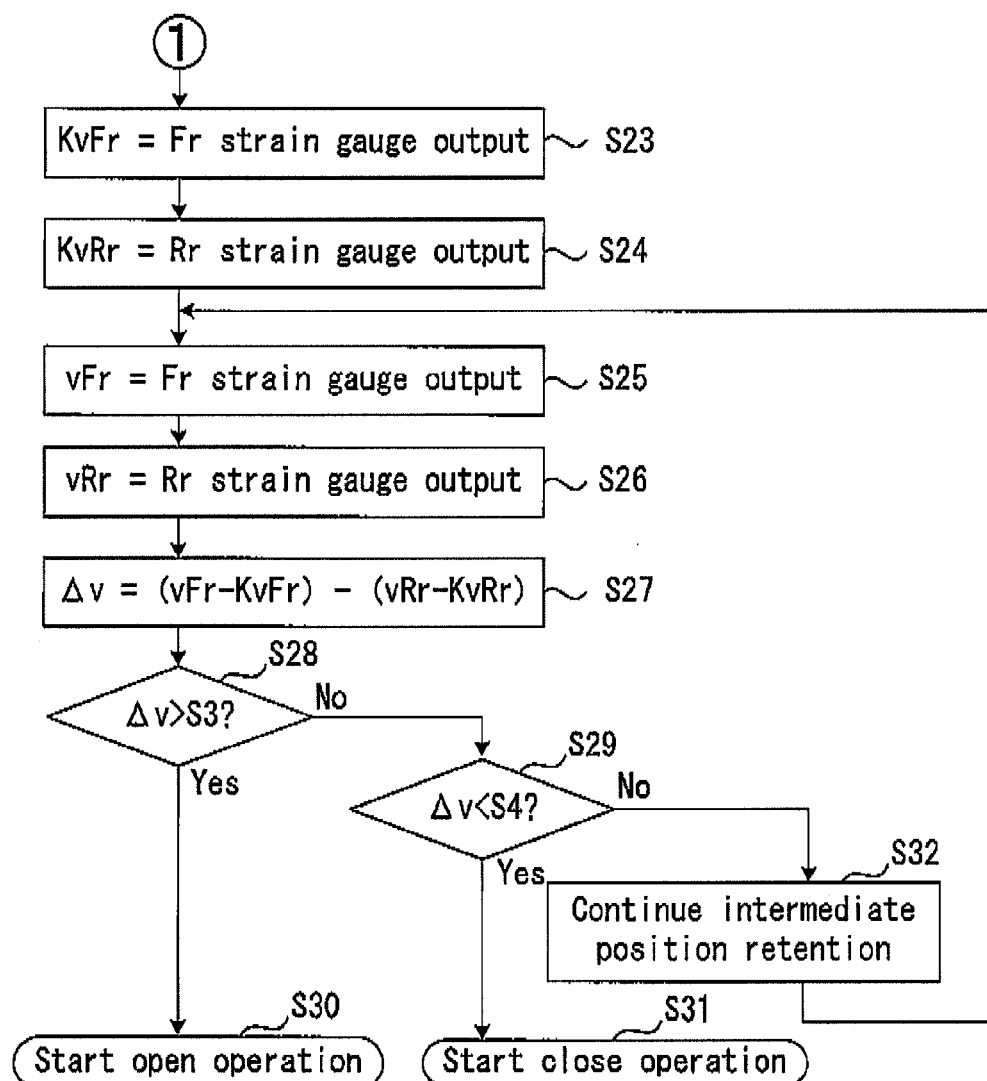 1
KvFr = Fr strain gauge output
S23
KvRr = Rr strain gauge output
S24
vFr = Fr strain gauge output
S25
vRr = Rr strain gauge output
S26
Δv = (vFr-KvFr) - (vRr-KvRr)
S27
S28
Δv>S3?
No
Yes
S29
Δv<S4?
No
Yes
S32
Continue intermediate
position retention
S30
Start open operation
S31
Start close operation